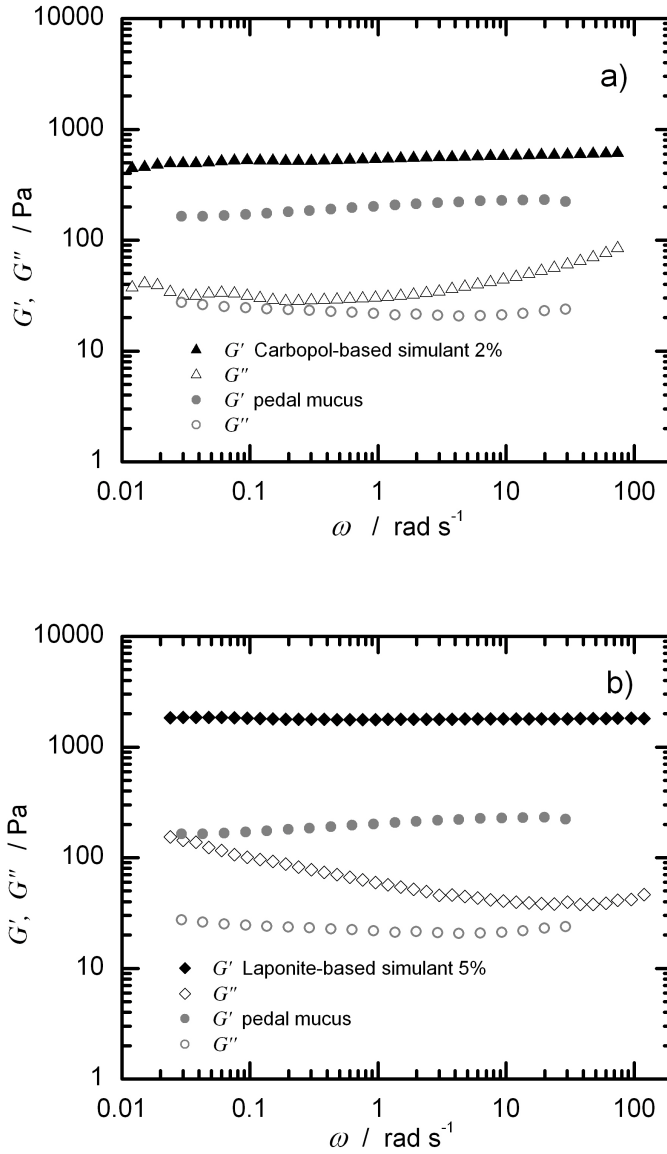 10000
1000
100
10
1
G′, G″ / Pa
a)
G′ Carbopol-based simulant 2%
G″
G′ pedal mucus
G″
0.01 0.1 1 10 100
ω / rad s⁻¹
10000
1000
100
10
1
G′, G″ / Pa
b)
G′ Laponite-based simulant 5%
G″
G′ pedal mucus
G″
0.01 0.1 1 10 100
ω / rad s⁻¹